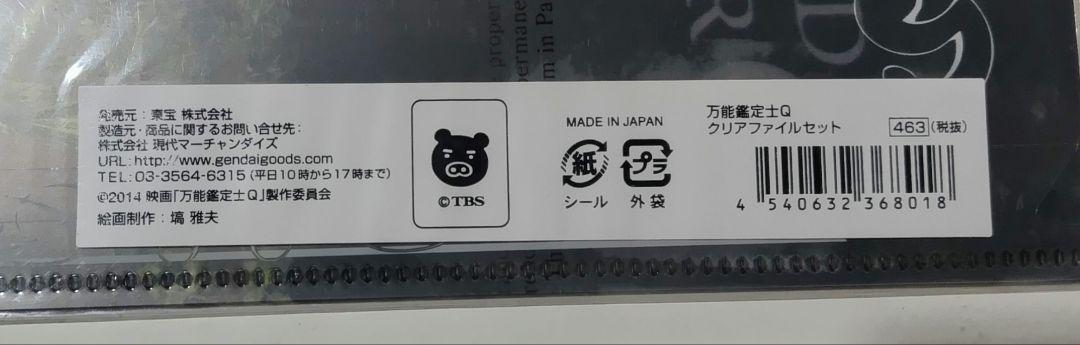 発売元：東宝 株式会社
製造元・商品に関するお問い合せ先：
株式会社 現代マーチャンダイズ
URL：http://www.gendaigoods.com
TEL：03-3564-6315（平日10時から17時まで）
©2014 映画「万能鑑定士Q」製作委員会
絵画制作：塙 雅夫
©TBS
MADE IN JAPAN
紙
シール
プラ
外袋
万能鑑定士Q
クリアファイルセット
463（税抜）
4 540632 368018
proper
permane
m in Pa
D
R